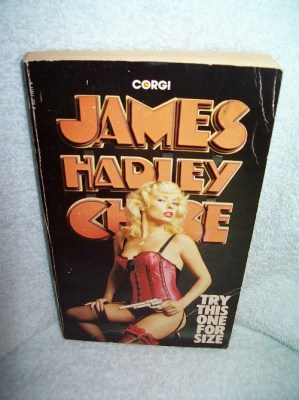 CORGI
JAMES
HADLEY
CHASE
TRY
THIS
ONE
FOR
SIZE